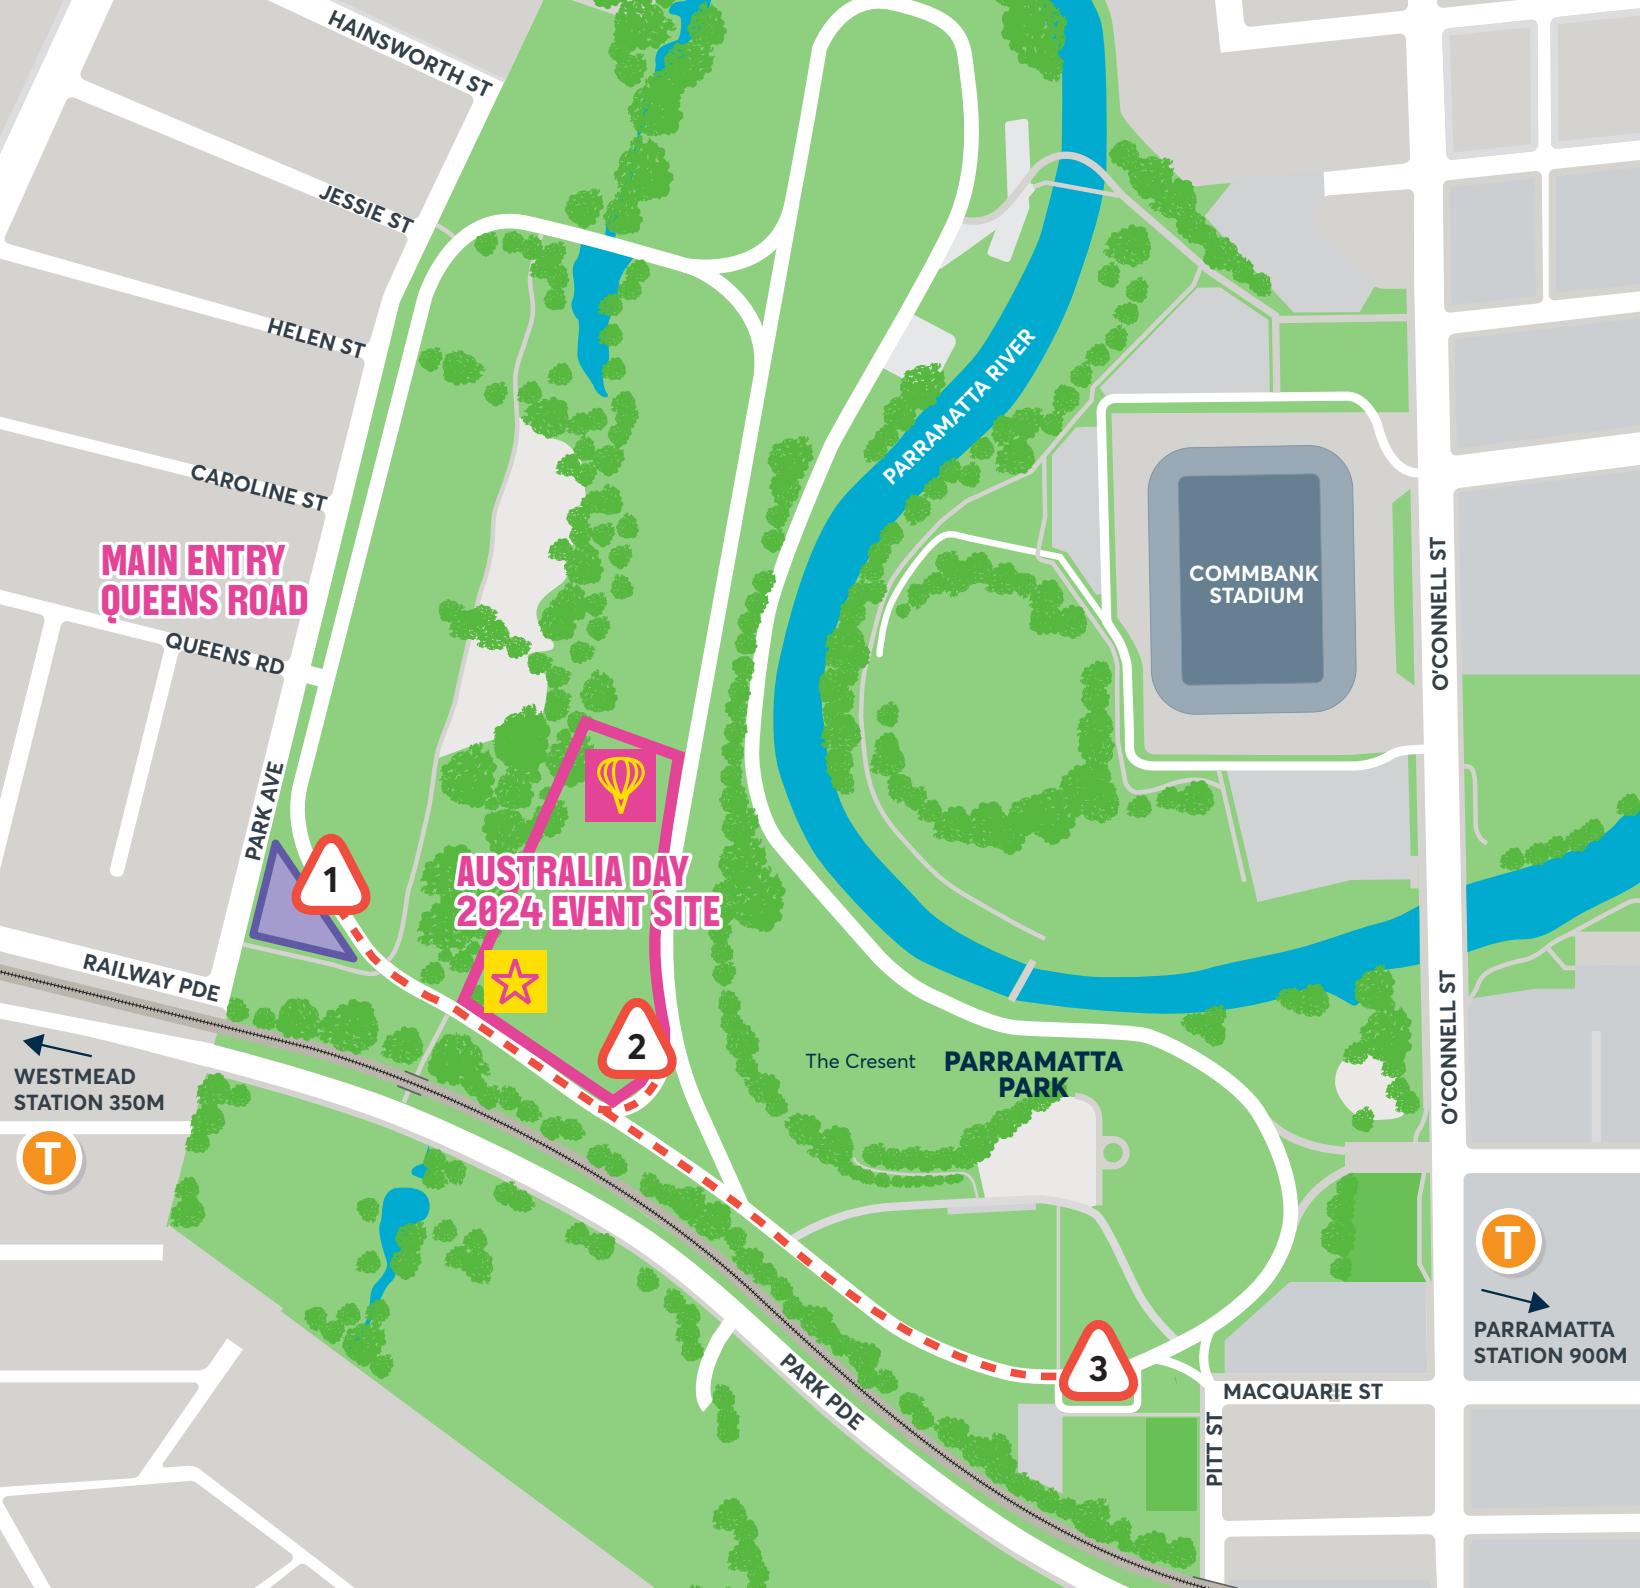 HAINSWORTH ST
JESSIE ST
HELEN ST
CAROLINE ST
MAIN ENTRY
QUEENS ROAD
QUEENS RD
PARK AVE
RAILWAY PDE
WESTMEAD
STATION 350M
T
1
AUSTRALIA DAY
2024 EVENT SITE
2
PARRAMATTA RIVER
COMMBANK
STADIUM
O'CONNELL ST
O'CONNELL ST
The Cresent
PARRAMATTA
PARK
T
PARRAMATTA
STATION 900M
3
MACQUARIE ST
PITT ST
PARK PDE